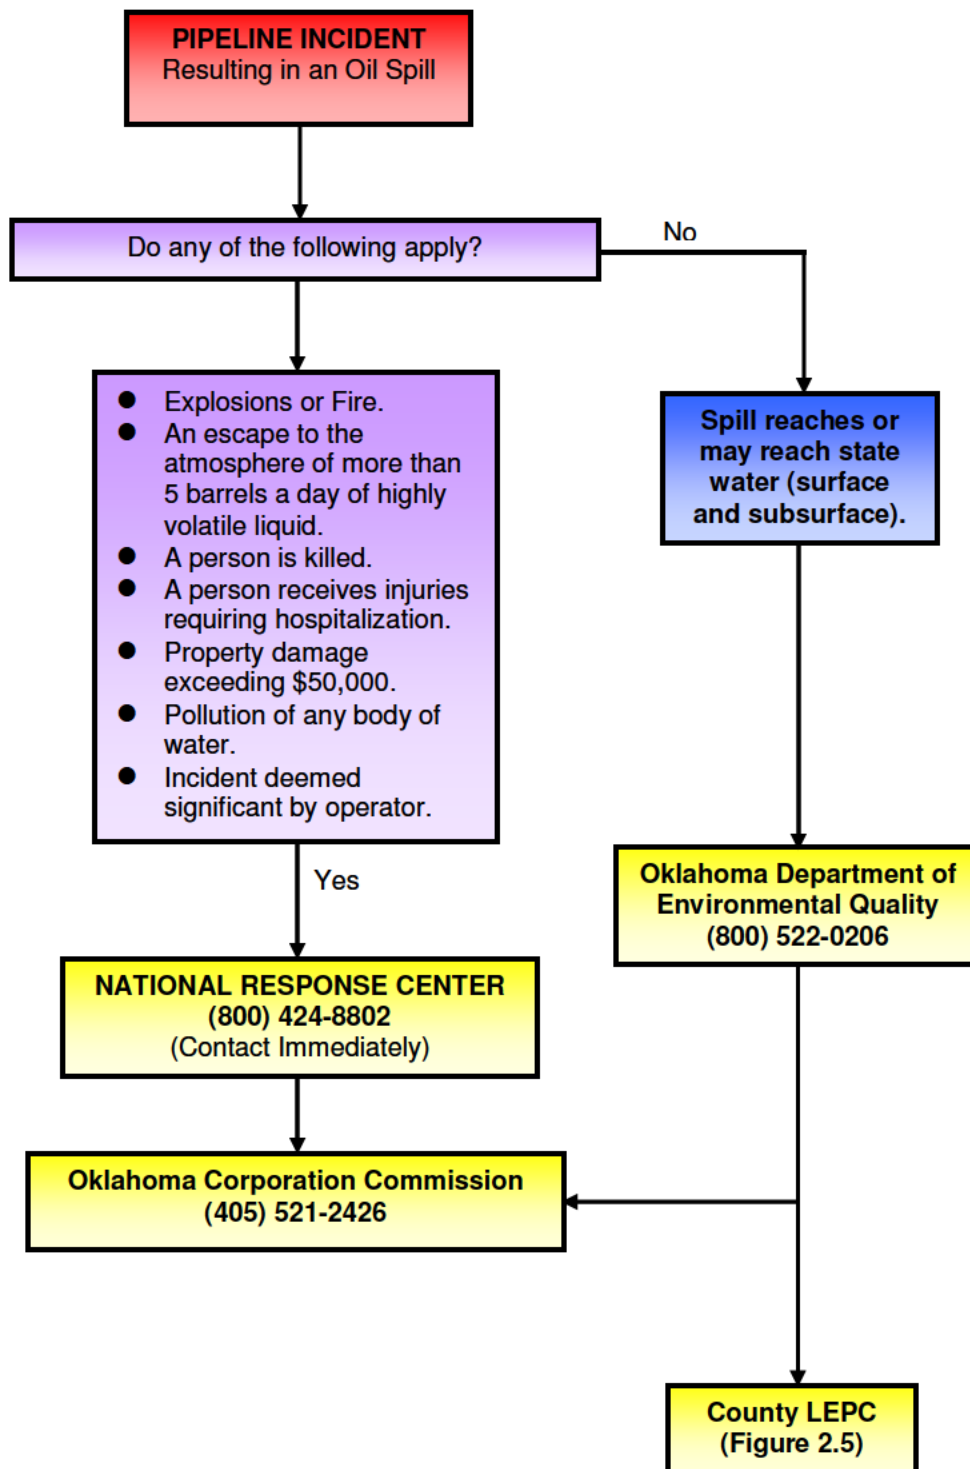 PIPELINE INCIDENT
Resulting in an Oil Spill
Do any of the following apply?
No
● Explosions or Fire.
● An escape to the
atmosphere of more than
5 barrels a day of highly
volatile liquid.
● A person is killed.
● A person receives injuries
requiring hospitalization.
● Property damage
exceeding $50,000.
● Pollution of any body of
water.
● Incident deemed
significant by operator.
Spill reaches or
may reach state
water (surface
and subsurface).
Yes
Oklahoma Department of
Environmental Quality
(800) 522-0206
NATIONAL RESPONSE CENTER
(800) 424-8802
(Contact Immediately)
Oklahoma Corporation Commission
(405) 521-2426
County LEPC
(Figure 2.5)